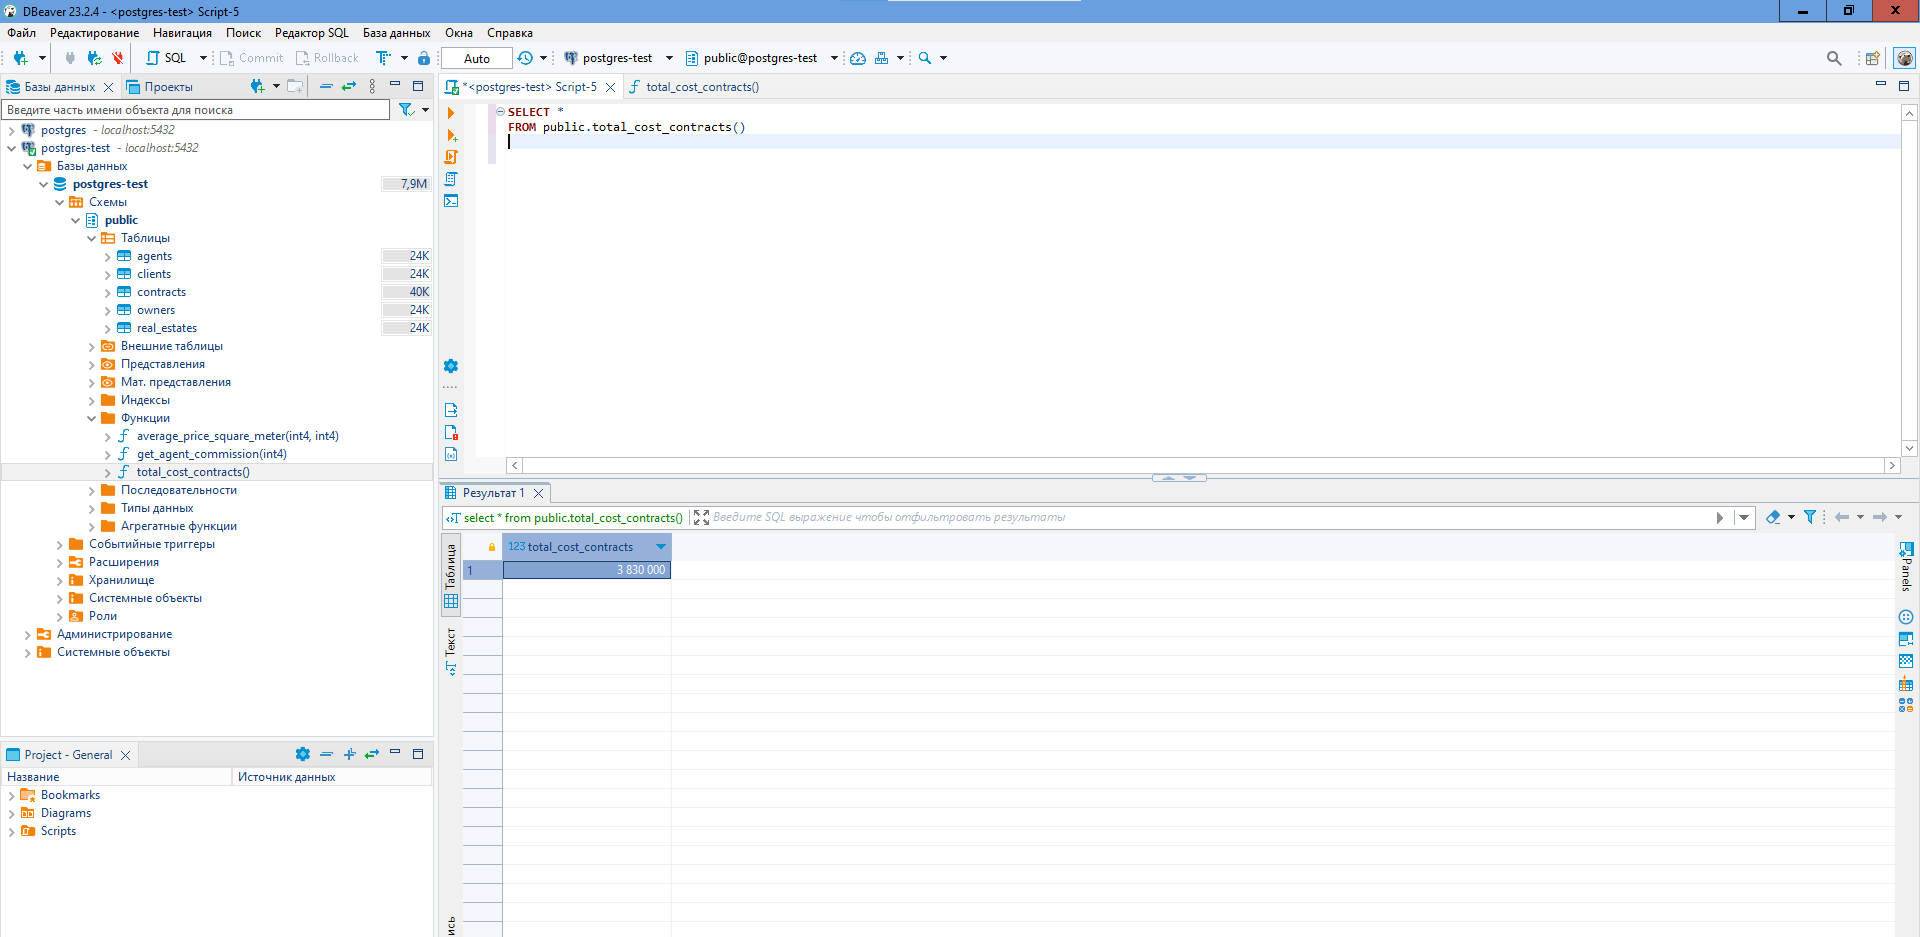 DBeaver 23.2.4 - <postgres-test> Script-5
Файл Редактирование Навигация Поиск Редактор SQL База данных Окна Справка
SQL Commit Rollback Auto postgres-test public@postgres-test
Базы данных Проекты
Введите часть имени объекта для поиска
postgres - localhost:5432
postgres-test - localhost:5432
Базы данных
postgres-test 7,9M
Схемы
public
Таблицы
agents 24K
clients 24K
contracts 40K
owners 24K
real_estates 24K
Внешние таблицы
Представления
Мат. представления
Индексы
Функции
average_price_square_meter(int4, int4)
get_agent_commission(int4)
total_cost_contracts()
Последовательности
Типы данных
Агрегатные функции
Событийные триггеры
Расширения
Хранилище
Системные объекты
Роли
Администрирование
Системные объекты
Project - General
Название Источник данных
Bookmarks
Diagrams
Scripts
*<postgres-test> Script-5 total_cost_contracts()
SELECT *
FROM public.total_cost_contracts()
Результат 1
select * from public.total_cost_contracts() Введите SQL выражение чтобы отфильтровать результаты
Таблица
Текст
123 total_cost_contracts
1 3 830 000
Panels